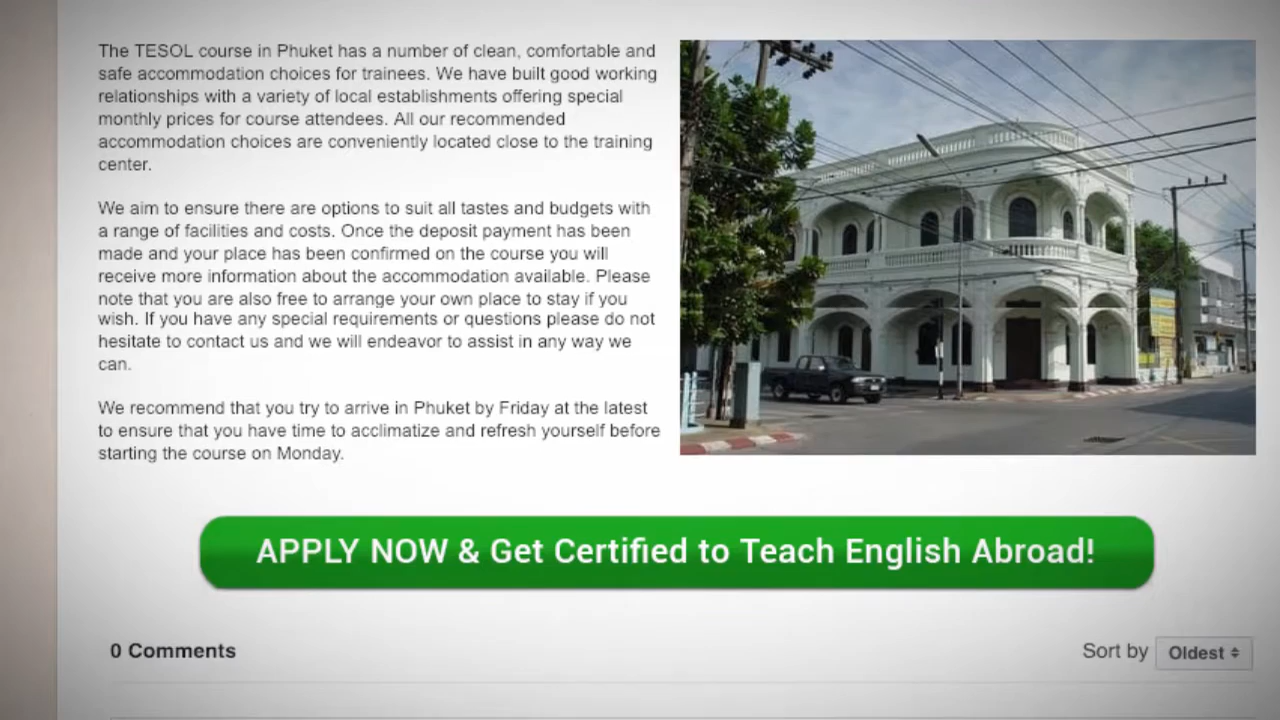 The TESOL course in Phuket has a number of clean, comfortable and
safe accommodation choices for trainees. We have built good working
relationships with a variety of local establishments offering special
monthly prices for course attendees. All our recommended
accommodation choices are conveniently located close to the training
center.
We aim to ensure there are options to suit all tastes and budgets with
a range of facilities and costs. Once the deposit payment has been
made and your place has been confirmed on the course you will
receive more information about the accommodation available. Please
note that you are also free to arrange your own place to stay if you
wish. If you have any special requirements or questions please do not
hesitate to contact us and we will endeavor to assist in any way we
can.
We recommend that you try to arrive in Phuket by Friday at the latest
to ensure that you have time to acclimatize and refresh yourself before
starting the course on Monday.
APPLY NOW & Get Certified to Teach English Abroad!
0 Comments
Sort by Oldest